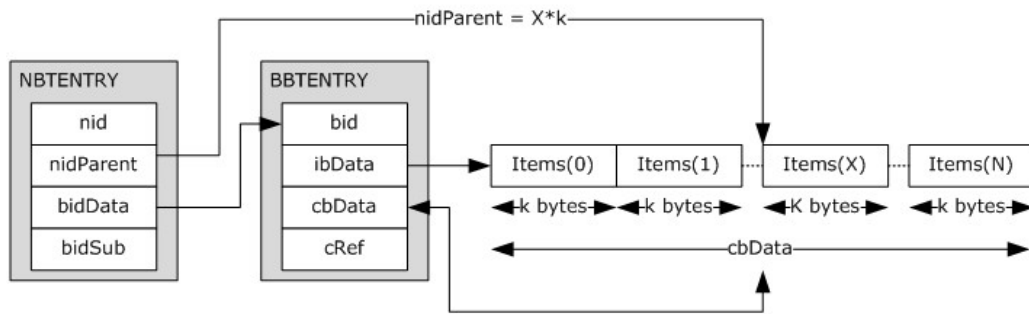 nidParent = X*k
NBTENTRY
nid
nidParent
bidData
bidSub
BBTENTRY
bid
ibData
cbData
cRef
Items(0)
Items(1)
Items(X)
Items(N)
k bytes
k bytes
K bytes
k bytes
cbData